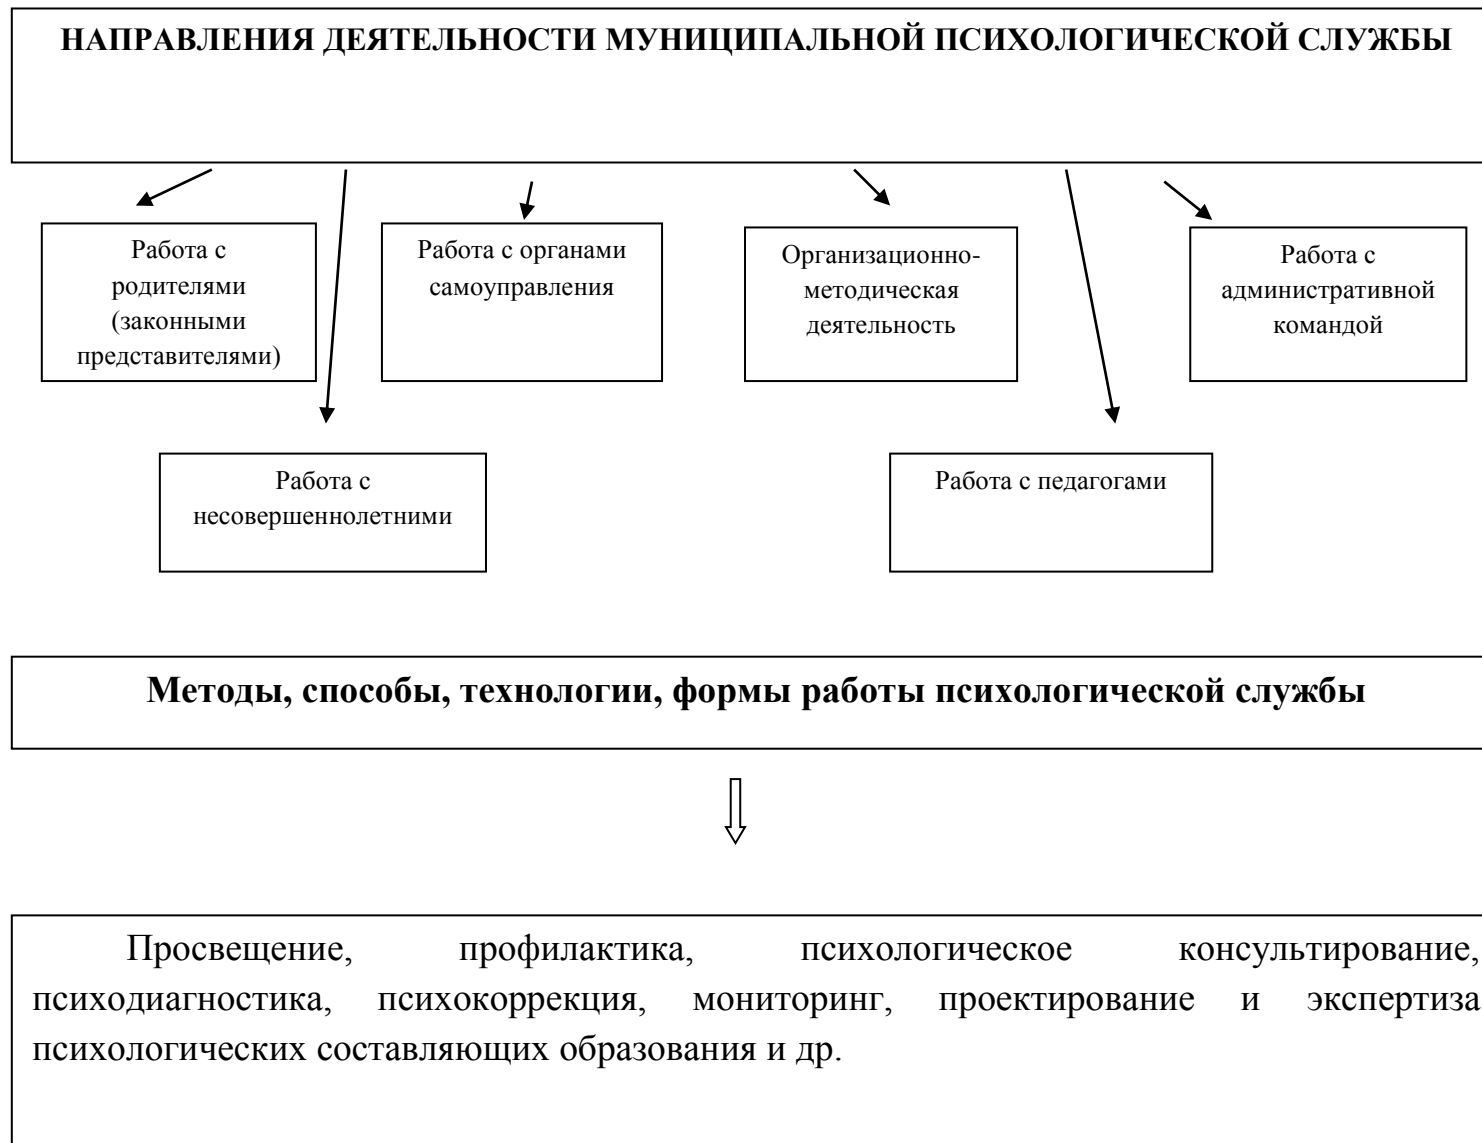 НАПРАВЛЕНИЯ ДЕЯТЕЛЬНОСТИ МУНИЦИПАЛЬНОЙ ПСИХОЛОГИЧЕСКОЙ СЛУЖБЫ
Работа с
родителями
(законными
представителями)
Работа с органами
самоуправления
Организационно-
методическая
деятельность
Работа с
административной
командой
Работа с
несовершеннолетними
Работа с педагогами
Методы, способы, технологии, формы работы психологической службы
Просвещение, профилактика, психологическое консультирование,
психодиагностика, психокоррекция, мониторинг, проектирование и экспертиза
психологических составляющих образования и др.